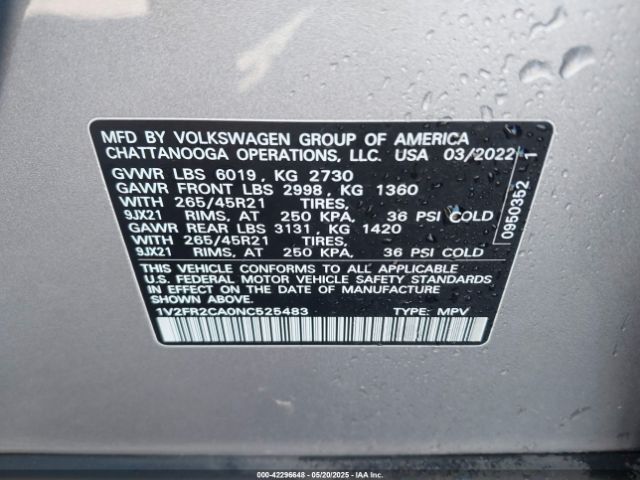 MFD BY VOLKSWAGEN GROUP OF AMERICA
CHATTANOOGA OPERATIONS, LLC. USA 03/2022
GVWR LBS 6019, KG 2730
GAWR FRONT LBS 2998, KG 1360
WITH 265/45R21 TIRES,
9JX21 RIMS, AT 250 KPA, 36 PSI COLD
GAWR REAR LBS 3131, KG 1420
WITH 265/45R21 TIRES,
9JX21 RIMS, AT 250 KPA, 36 PSI COLD
THIS VEHICLE CONFORMS TO ALL APPLICABLE
U.S. FEDERAL MOTOR VEHICLE SAFETY STANDARDS
IN EFFECT ON THE DATE OF MANUFACTURE
SHOWN ABOVE.
1V2FR2CA0NC525483 TYPE: MPV
0950352 1
000-42296648 - 05/20/2025 - IAA Inc.